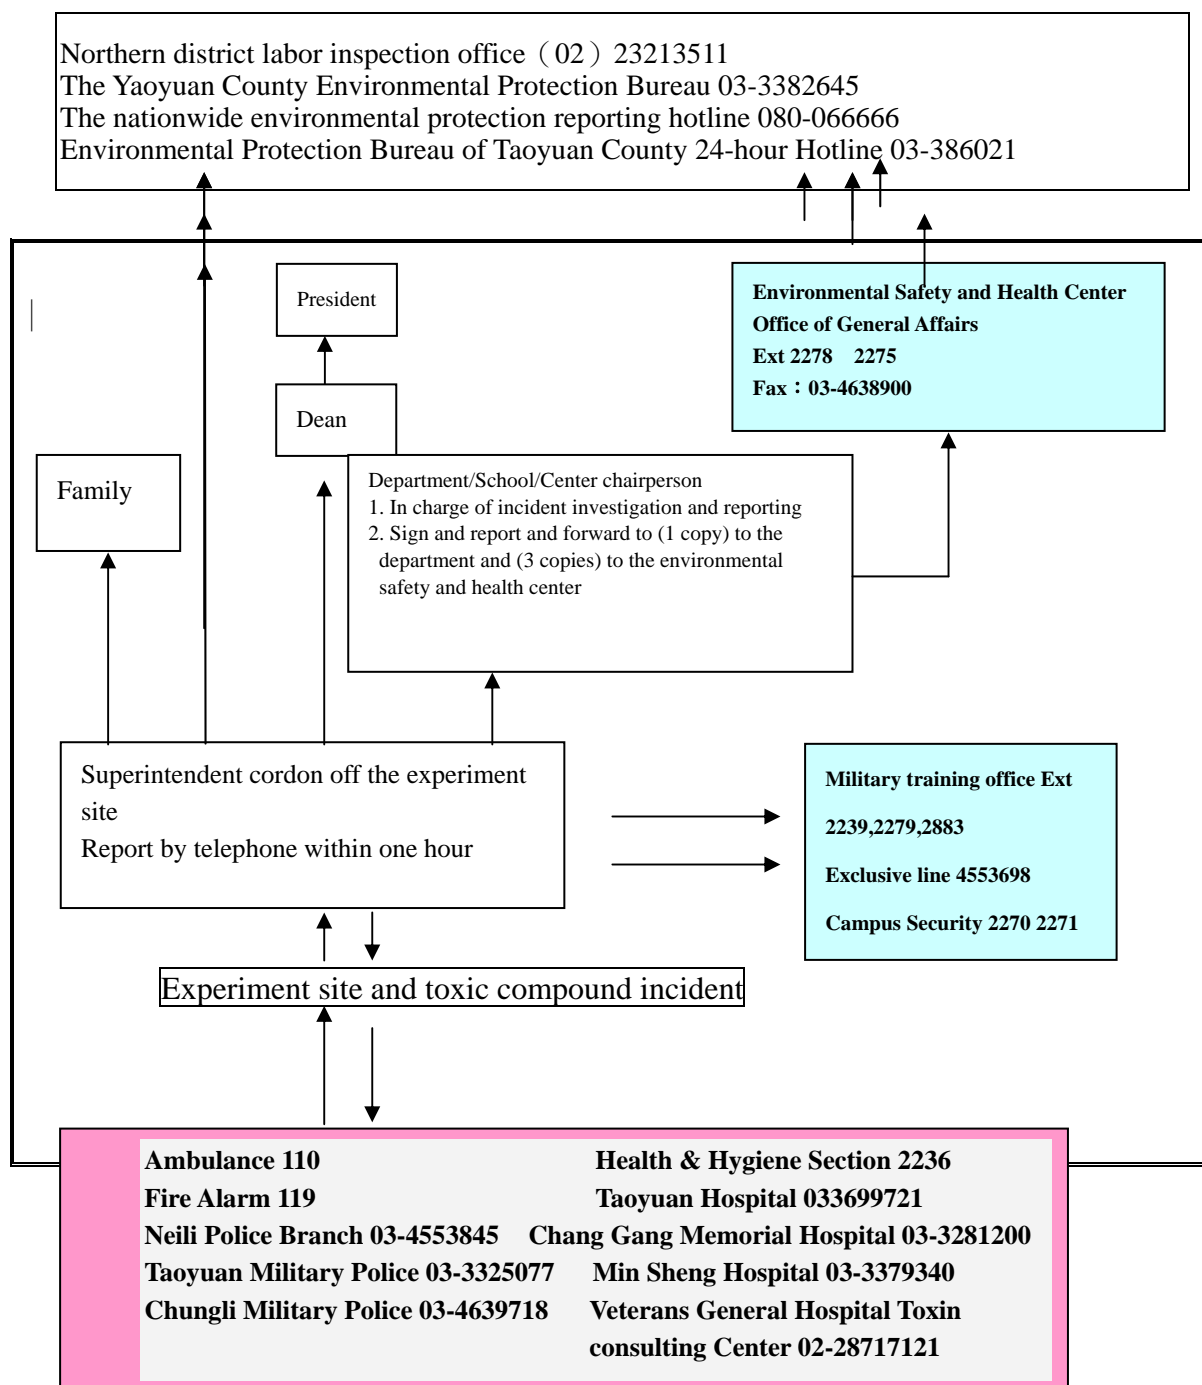 Northern district labor inspection office（02）23213511
The Yaoyuan County Environmental Protection Bureau 03-3382645
The nationwide environmental protection reporting hotline 080-066666
Environmental Protection Bureau of Taoyuan County 24-hour Hotline 03-386021
President
Environmental Safety and Health Center
Office of General Affairs
Ext 2278 2275
Fax：03-4638900
Dean
Family
Department/School/Center chairperson
1. In charge of incident investigation and reporting
2. Sign and report and forward to (1 copy) to the
department and (3 copies) to the environmental
safety and health center
Superintendent cordon off the experiment
site
Report by telephone within one hour
Military training office Ext
2239,2279,2883
Exclusive line 4553698
Campus Security 2270 2271
Experiment site and toxic compound incident
Ambulance 110 Health & Hygiene Section 2236
Fire Alarm 119 Taoyuan Hospital 033699721
Neili Police Branch 03-4553845 Chang Gang Memorial Hospital 03-3281200
Taoyuan Military Police 03-3325077 Min Sheng Hospital 03-3379340
Chungli Military Police 03-4639718 Veterans General Hospital Toxin
consulting Center 02-28717121